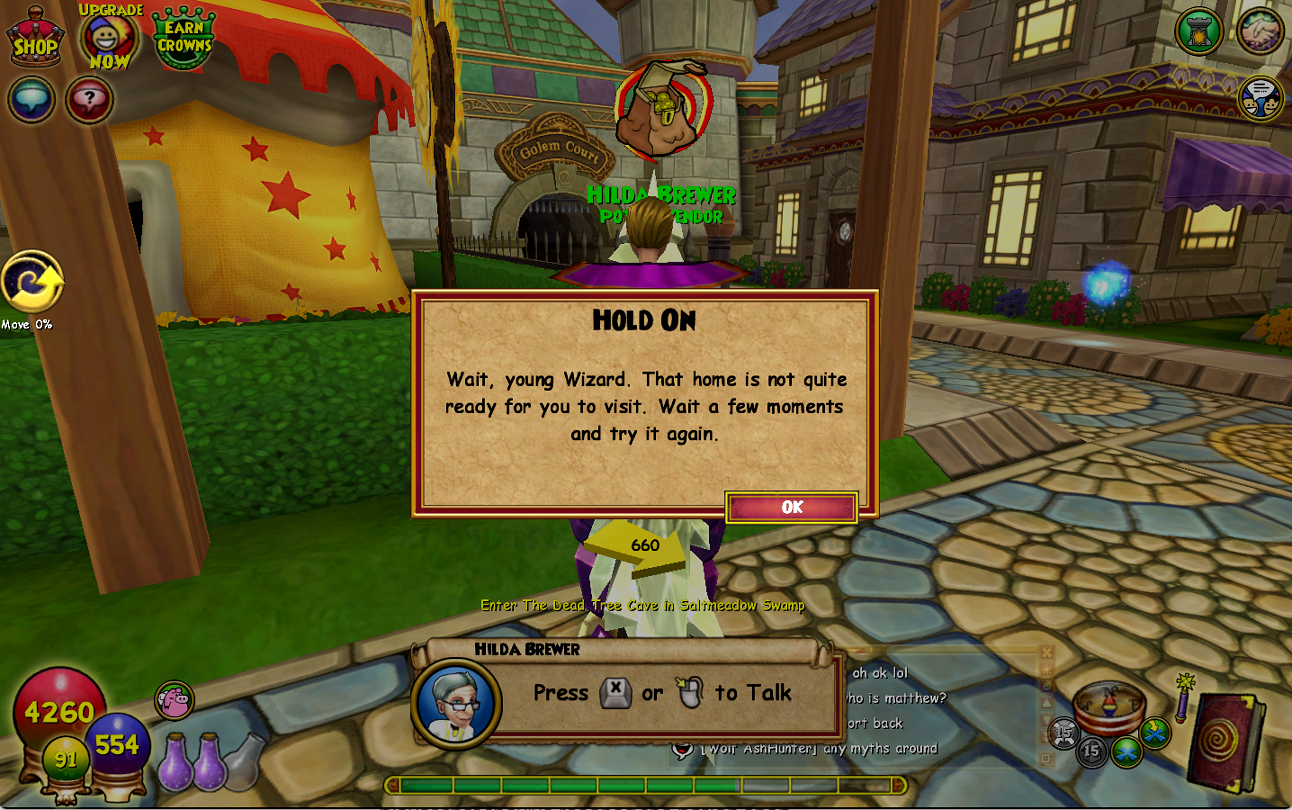 SHOP
UPGRADE
NOW
EARN
CROWNS
?
Golem Court
HILDA BREWER
VENDOR
Move 0%
HOLD ON
Wait, young Wizard. That home is not quite
ready for you to visit. Wait a few moments
and try it again.
OK
660
Enter The Dead Tree Cave in Saltmeadow Swamp
HILDA BREWER
Press X or to Talk
oh ok lol
who is matthew?
ort back
[Wolf AshHunter] any myths around
4260
554
91
15
15